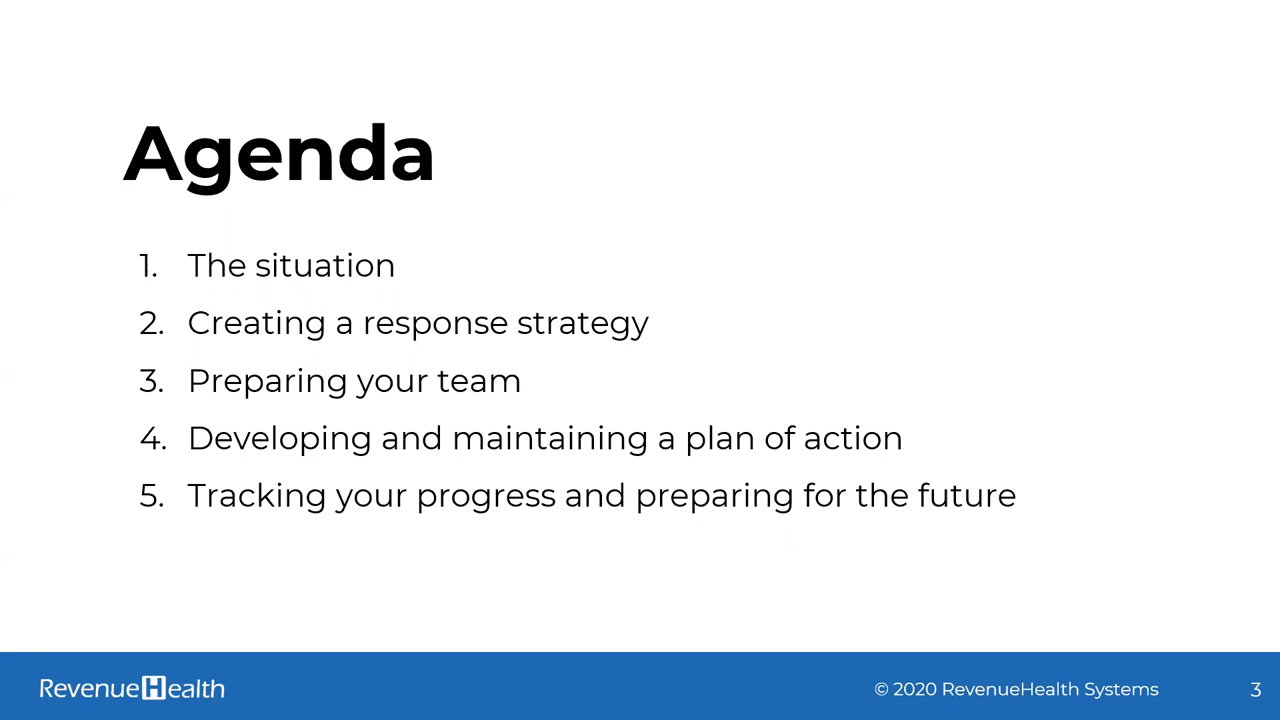 Agenda
1. The situation
2. Creating a response strategy
3. Preparing your team
4. Developing and maintaining a plan of action
5. Tracking your progress and preparing for the future
RevenueHealth
© 2020 RevenueHealth Systems
3